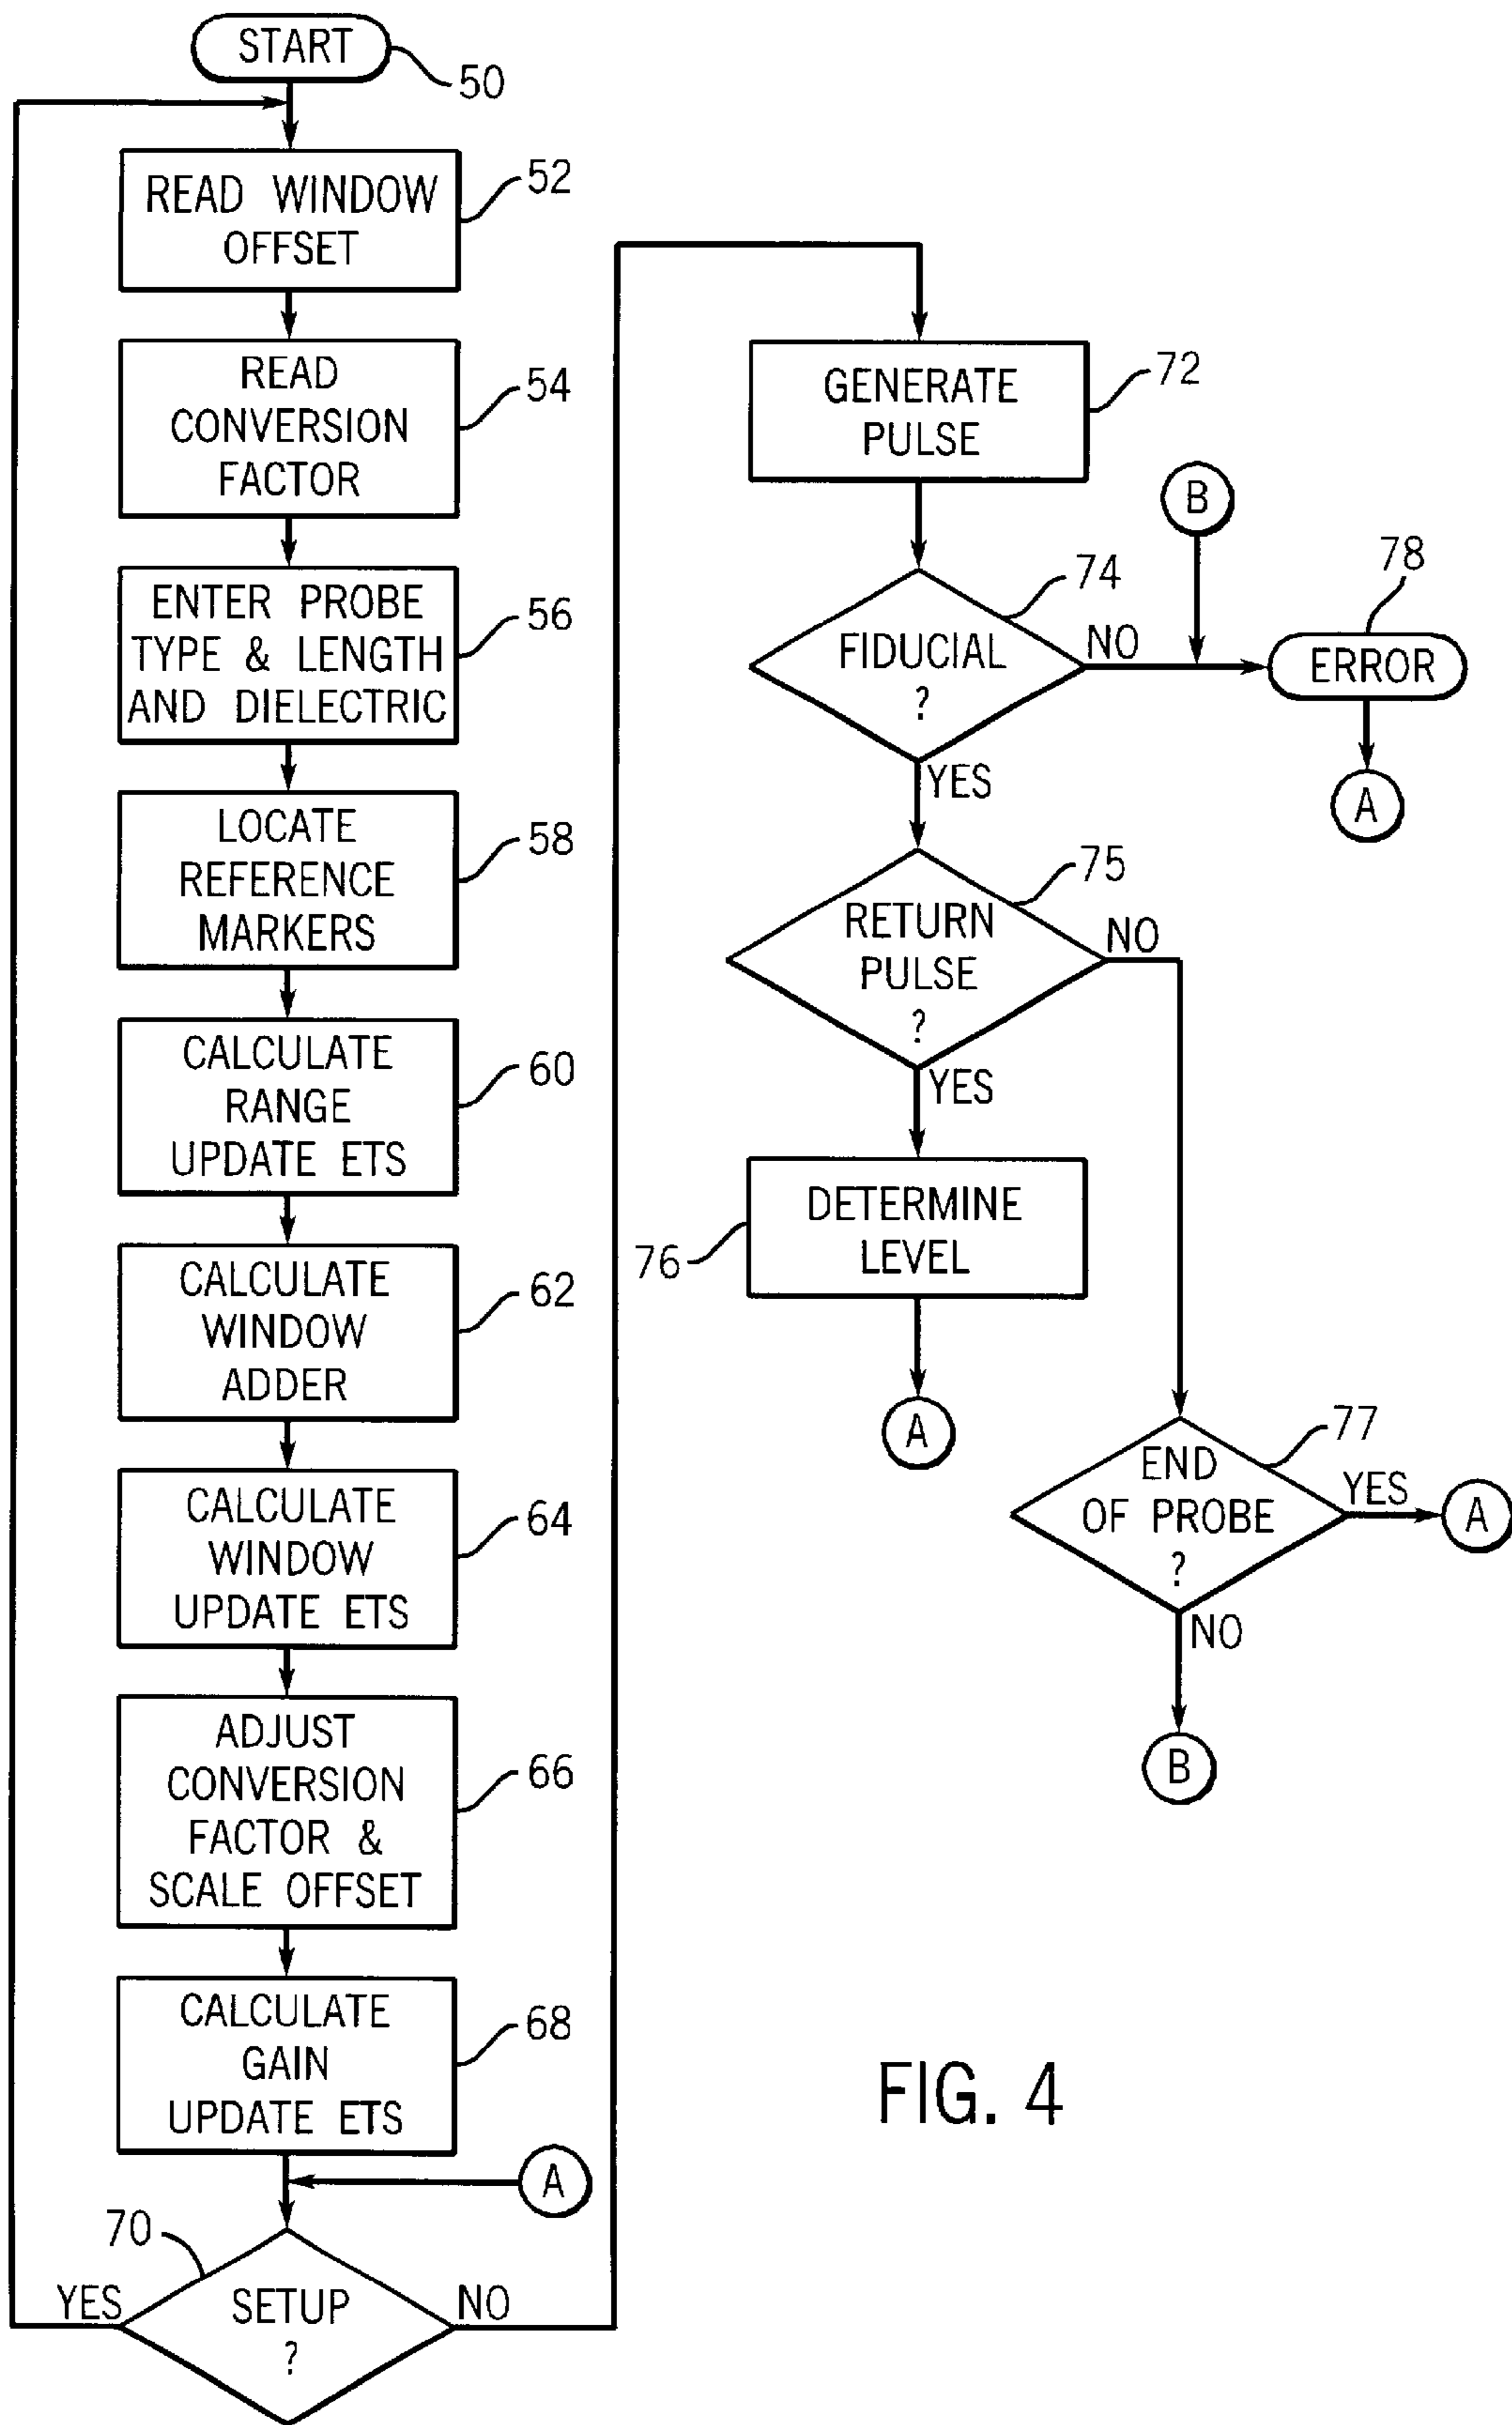 START
50
READ WINDOW
OFFSET
52
READ
CONVERSION
FACTOR
54
ENTER PROBE
TYPE & LENGTH
AND DIELECTRIC
56
LOCATE
REFERENCE
MARKERS
58
CALCULATE
RANGE
UPDATE ETS
60
CALCULATE
WINDOW
ADDER
62
CALCULATE
WINDOW
UPDATE ETS
64
ADJUST
CONVERSION
FACTOR &
SCALE OFFSET
66
CALCULATE
GAIN
UPDATE ETS
68
A
70
SETUP
?
YES
NO
GENERATE
PULSE
72
B
FIDUCIAL
?
74
NO
YES
ERROR
78
A
RETURN
PULSE
?
75
NO
YES
DETERMINE
LEVEL
76
A
END
OF PROBE
?
77
YES
A
NO
B
FIG. 4